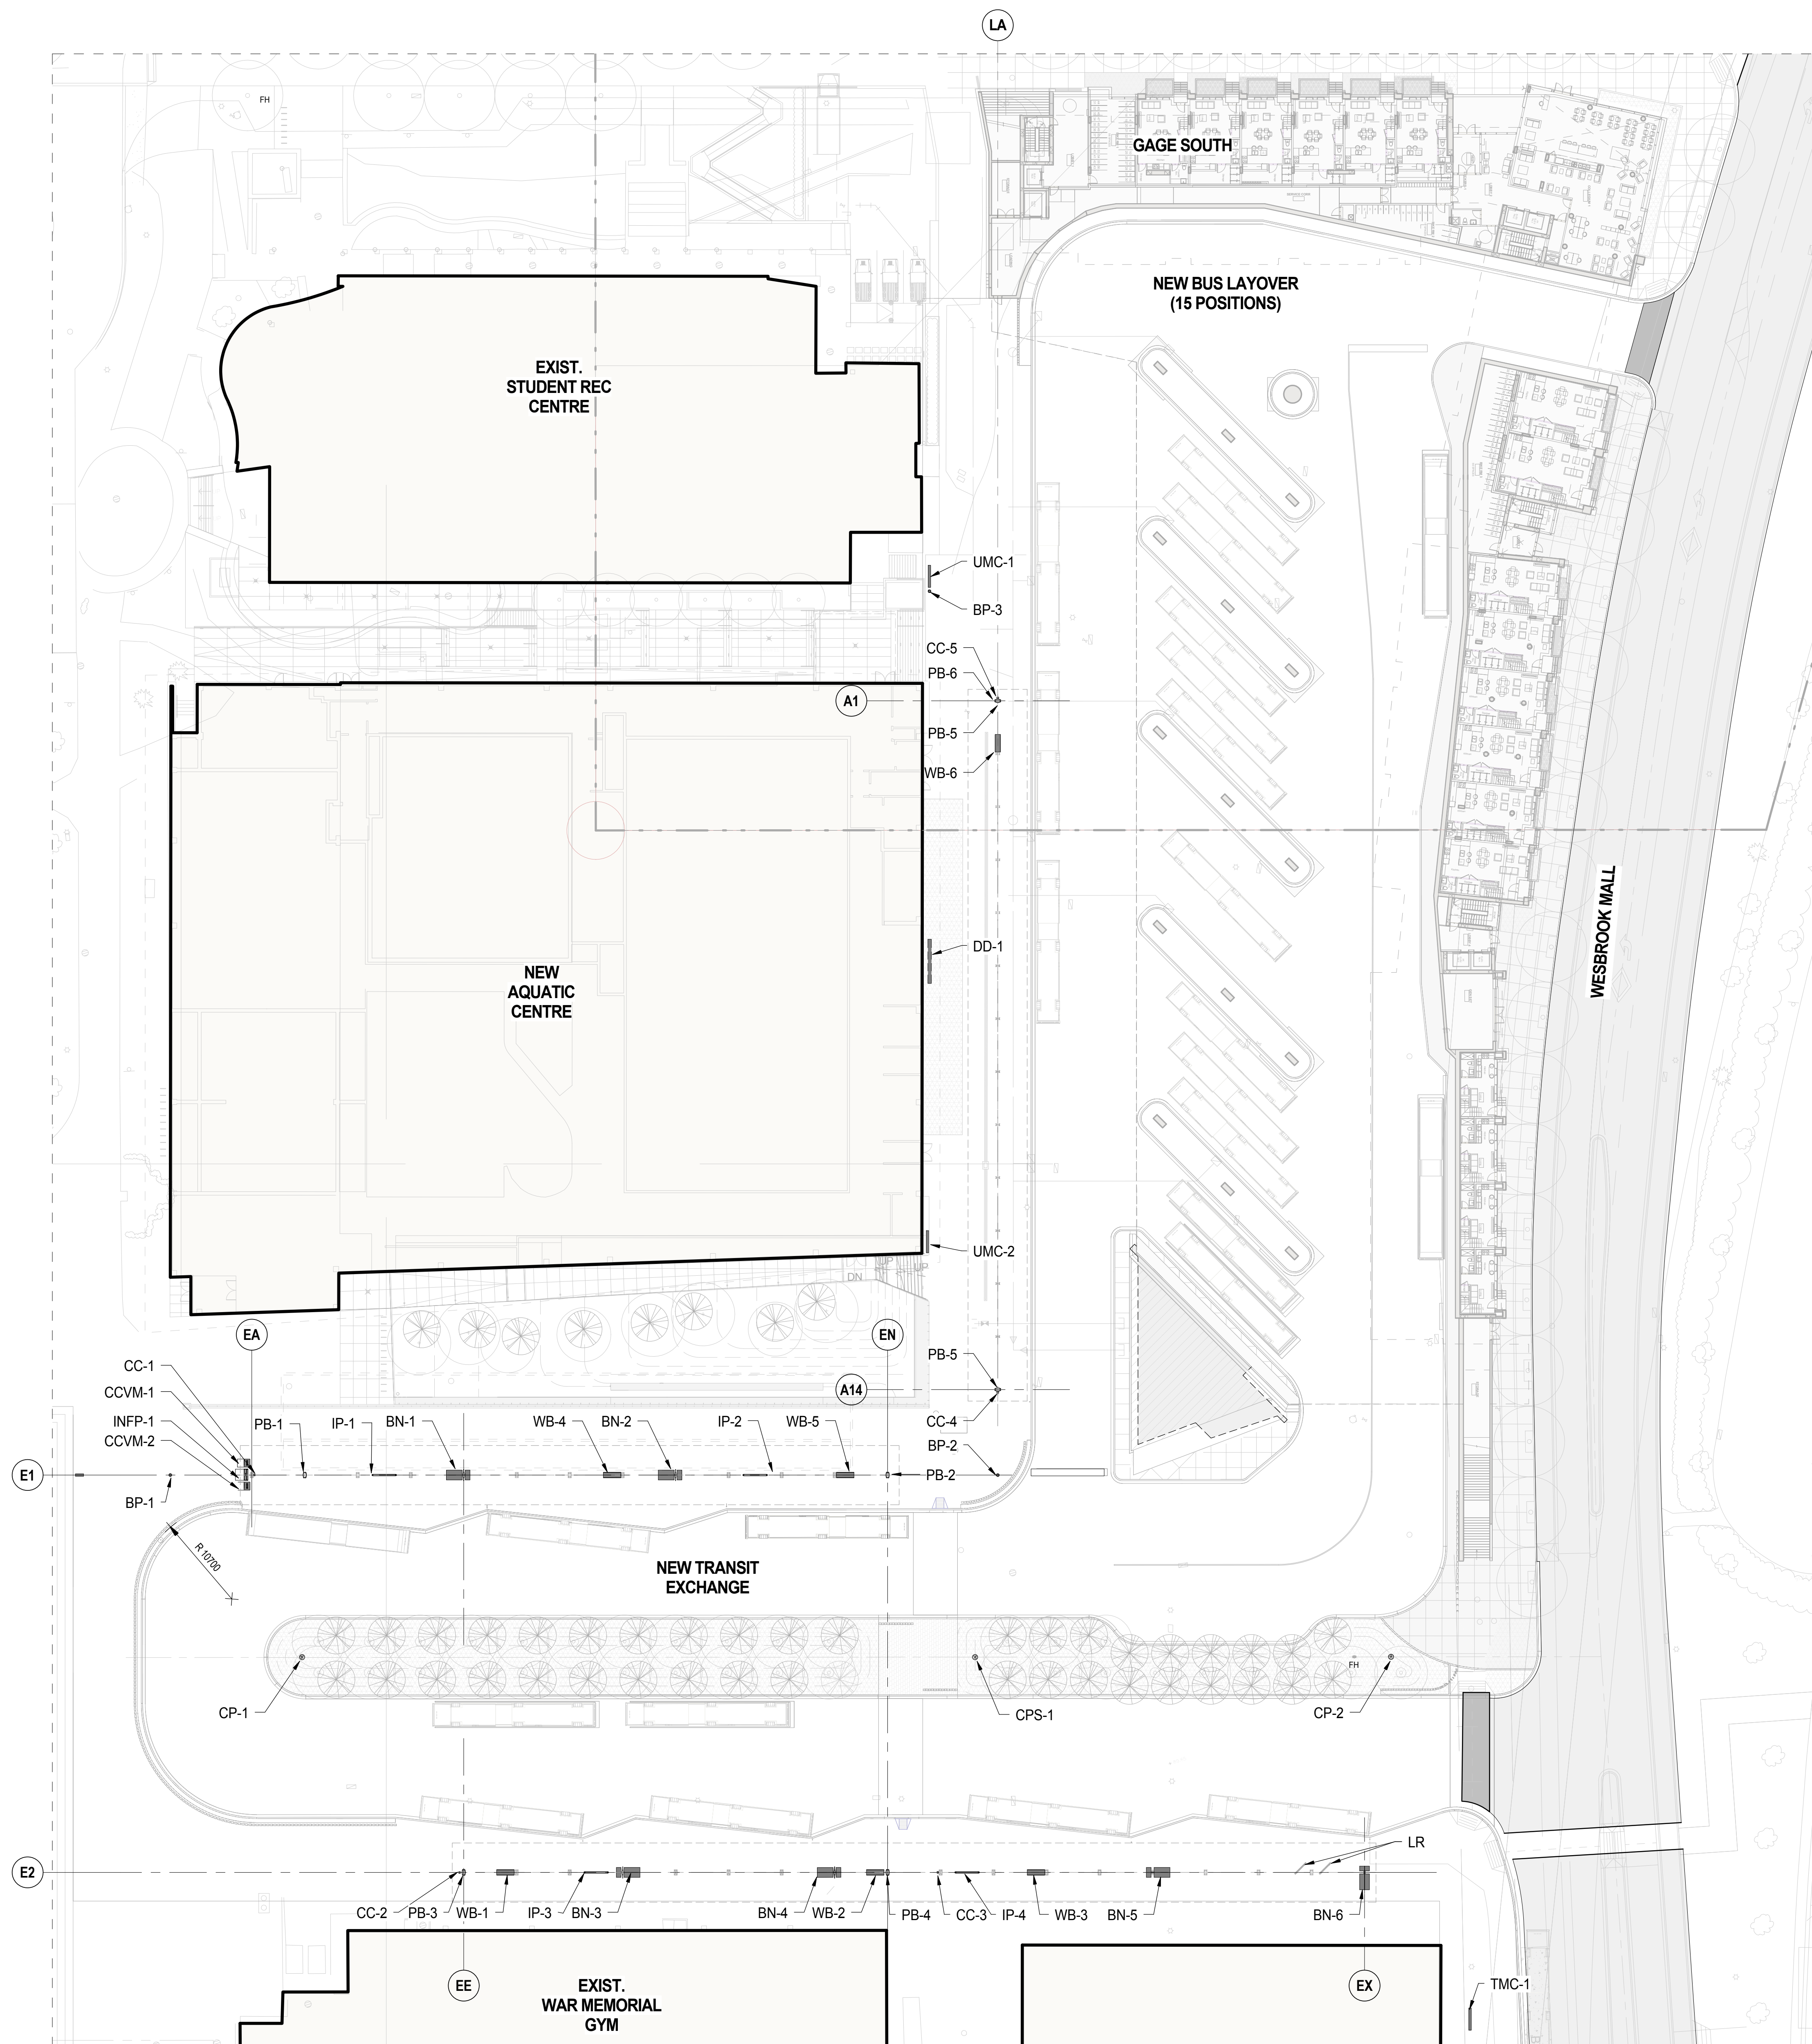 LA
FH
GAGE SOUTH
NEW BUS LAYOVER
(15 POSITIONS)
EXIST.
STUDENT REC
CENTRE
UMC-1
BP-3
CC-5
PB-6
A1
PB-5
WB-6
WESBROOK MALL
DD-1
NEW
AQUATIC
CENTRE
UMC-2
UP
UP
DN
EA
EN
PB-5
A14
CC-4
CC-1
CCVM-1
INFP-1
CCVM-2
PB-1
IP-1
BN-1
WB-4
BN-2
IP-2
WB-5
BP-2
E1
PB-2
BP-1
R 10700
NEW TRANSIT
EXCHANGE
FH
CP-1
CPS-1
CP-2
LR
E2
CC-2
PB-3
WB-1
IP-3
BN-3
BN-4
WB-2
PB-4
CC-3
IP-4
WB-3
BN-5
BN-6
EE
EXIST.
WAR MEMORIAL
GYM
EX
TMC-1